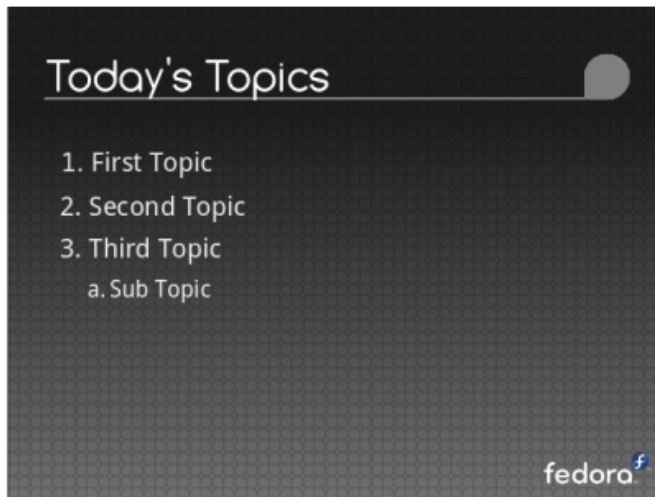 Today's Topics
1. First Topic
2. Second Topic
3. Third Topic
a. Sub Topic
fedora